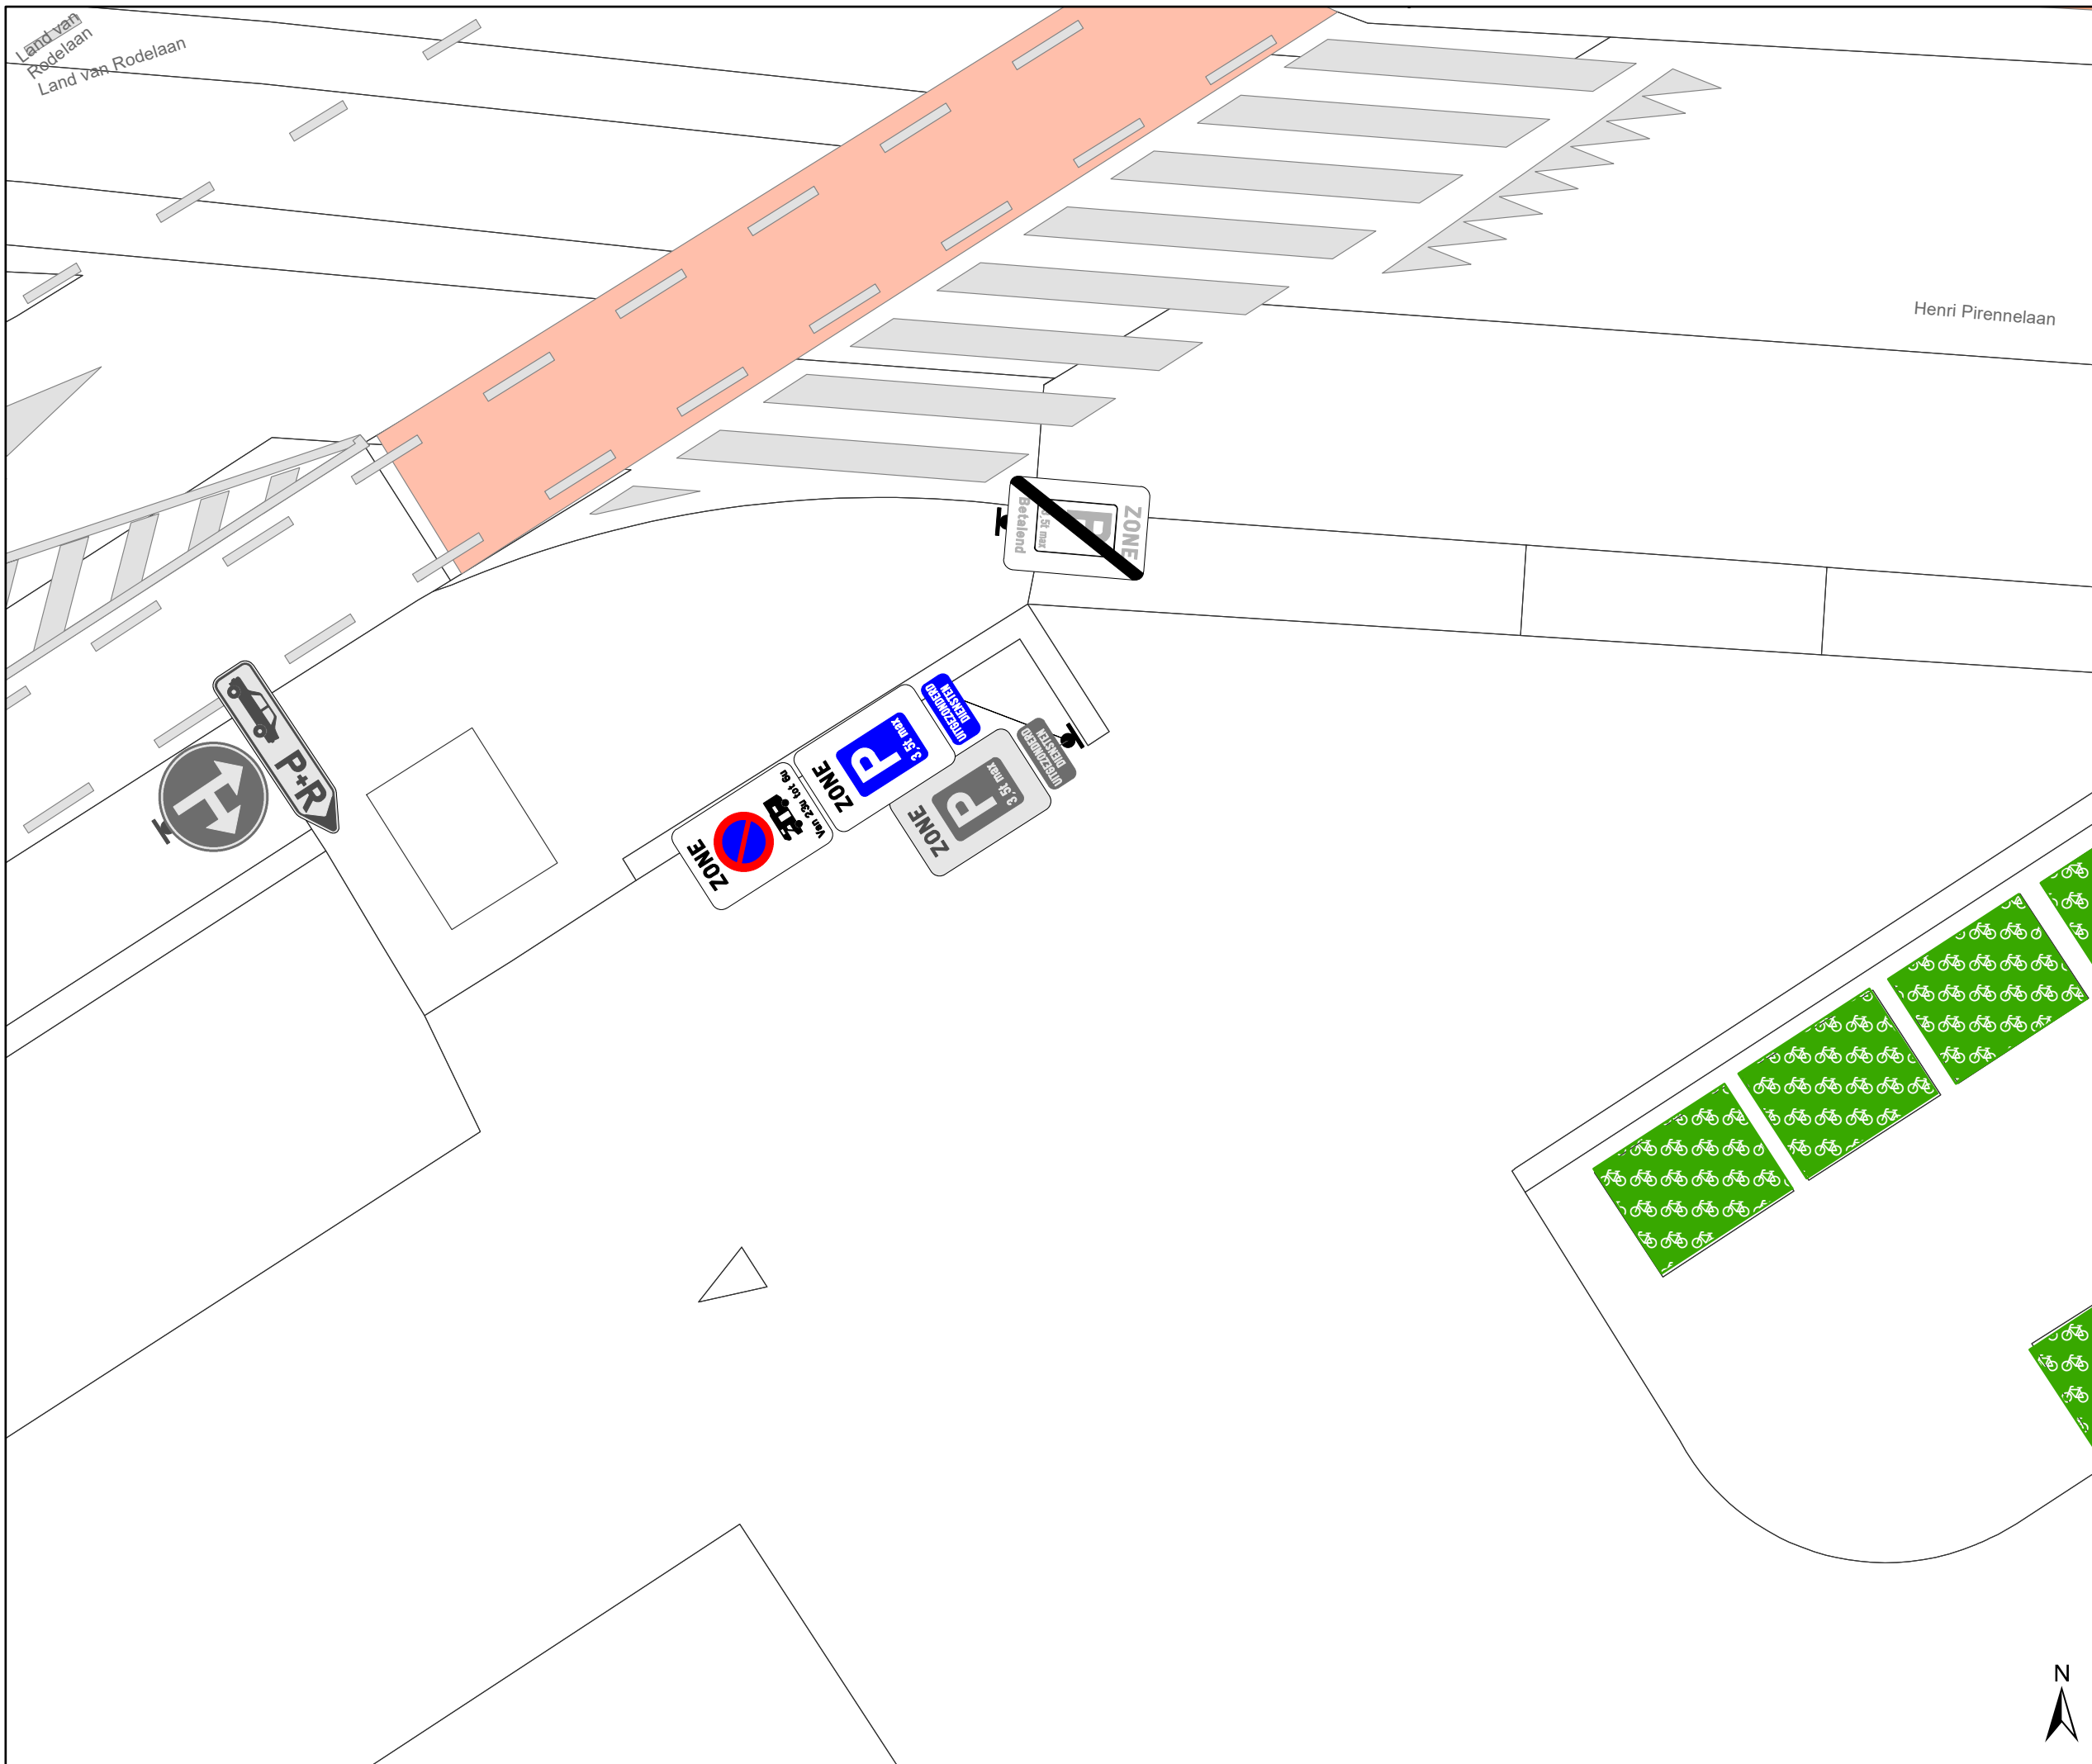 Land van
Rodelaan
Land van Rodelaan
Henri Pirennelaan
ZONE
3,5t max
Betalend
P+R
UITGEZONDERD
DIENSTEN
ZONE
P
3,5t max
UITGEZONDERD
DIENSTEN
ZONE
P
3,5t max
ZONE
Van 23u tot 6u
N